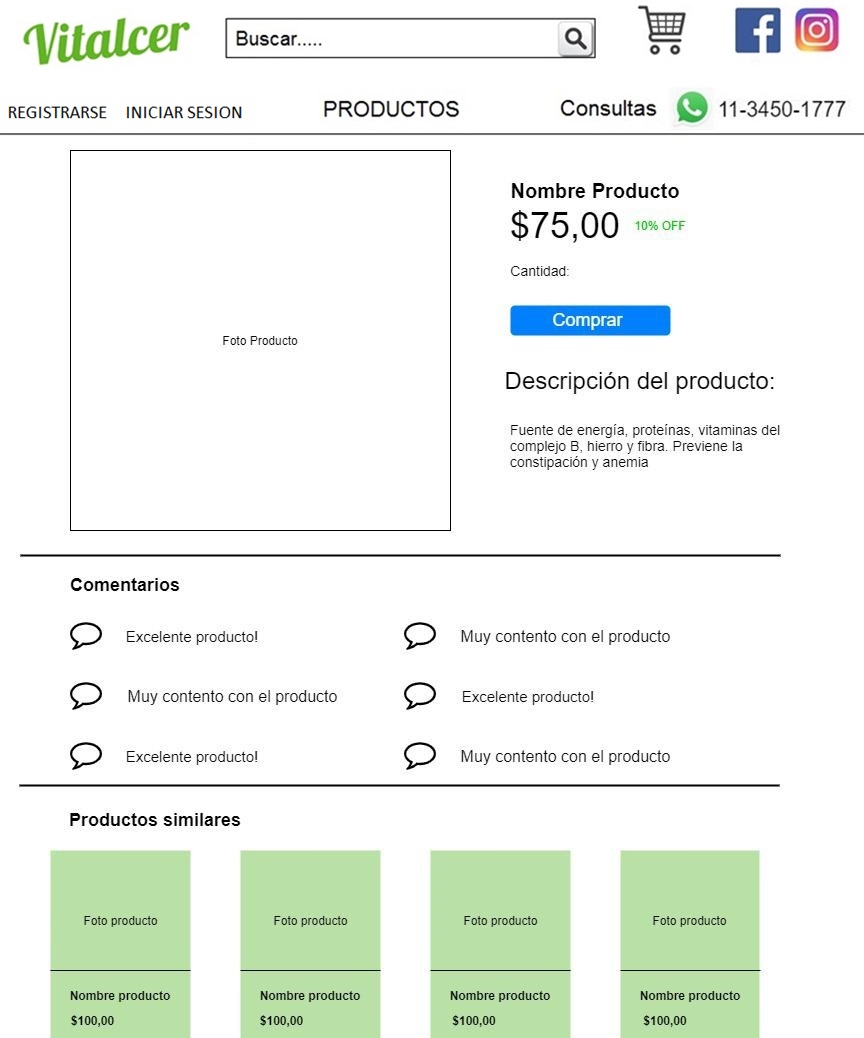 Vitalcer
Buscar.....
REGISTRARSE INICIAR SESION PRODUCTOS Consultas 11-3450-1777
Foto Producto
Nombre Producto
$75,00 10% OFF
Cantidad:
Comprar
Descripción del producto:
Fuente de energía, proteínas, vitaminas del
complejo B, hierro y fibra. Previene la
constipación y anemia
Comentarios
Excelente producto! Muy contento con el producto
Muy contento con el producto Excelente producto!
Excelente producto! Muy contento con el producto
Productos similares
Foto producto Foto producto Foto producto Foto producto
Nombre producto Nombre producto Nombre producto Nombre producto
$100,00 $100,00 $100,00 $100,00